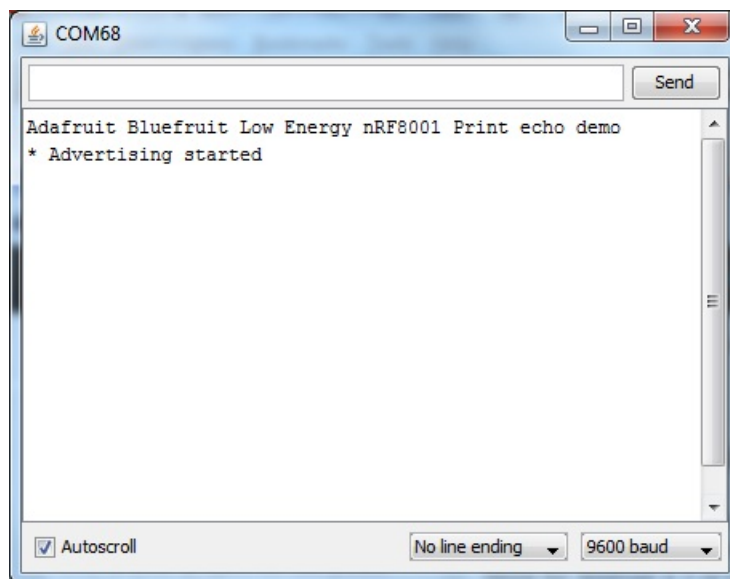 COM68
Send
Adafruit Bluefruit Low Energy nRF8001 Print echo demo
* Advertising started
Autoscroll
No line ending
9600 baud